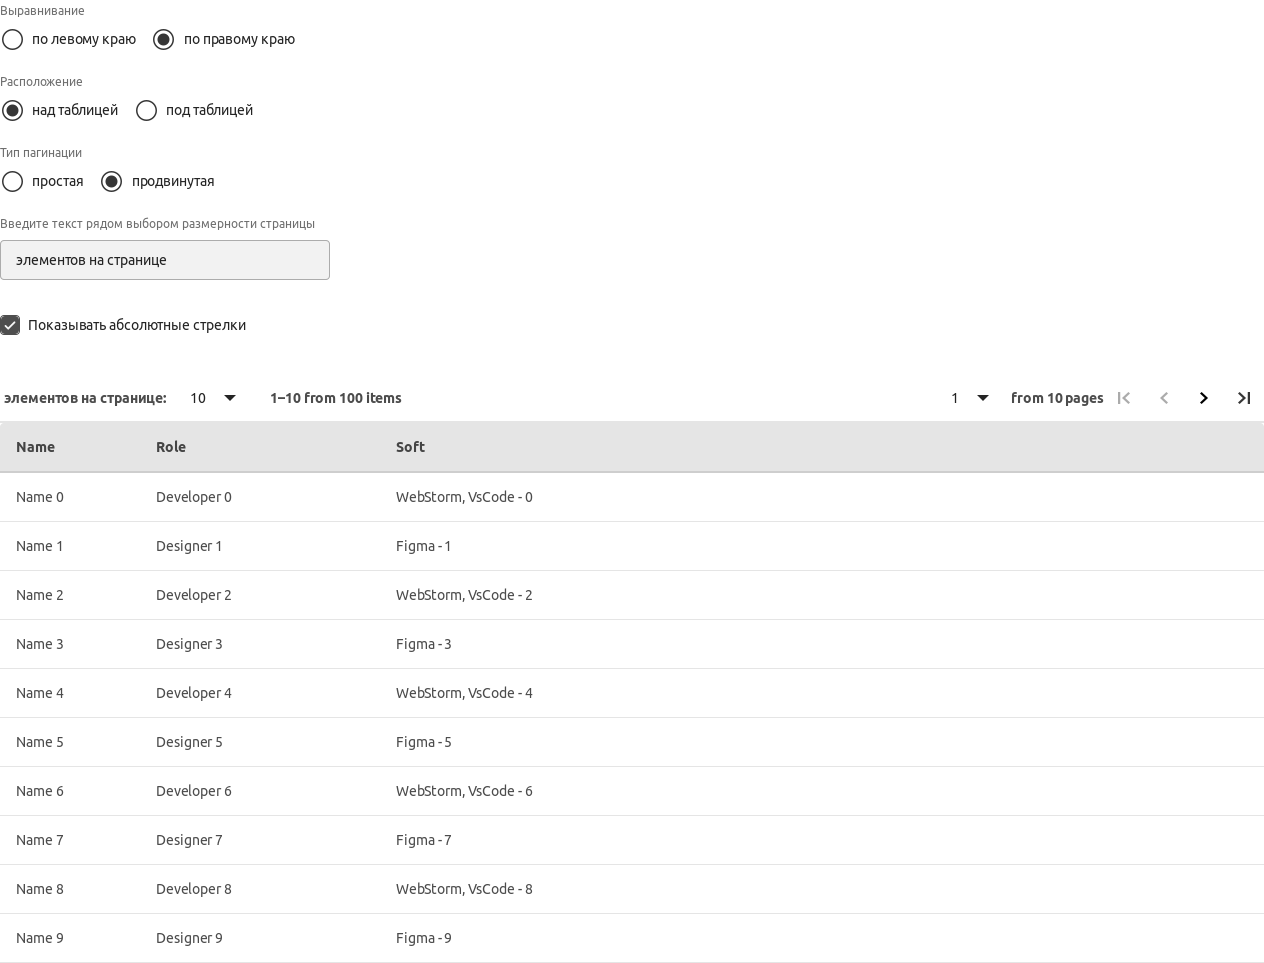 Выравнивание
по левому краю по правому краю
Расположение
над таблицей под таблицей
Тип пагинации
простая продвинутая
Введите текст рядом выбором размерности страницы
элементов на странице
Показывать абсолютные стрелки
элементов на странице: 10 1–10 from 100 items 1 from 10 pages
Name Role Soft
Name 0 Developer 0 WebStorm, VsCode - 0
Name 1 Designer 1 Figma - 1
Name 2 Developer 2 WebStorm, VsCode - 2
Name 3 Designer 3 Figma - 3
Name 4 Developer 4 WebStorm, VsCode - 4
Name 5 Designer 5 Figma - 5
Name 6 Developer 6 WebStorm, VsCode - 6
Name 7 Designer 7 Figma - 7
Name 8 Developer 8 WebStorm, VsCode - 8
Name 9 Designer 9 Figma - 9